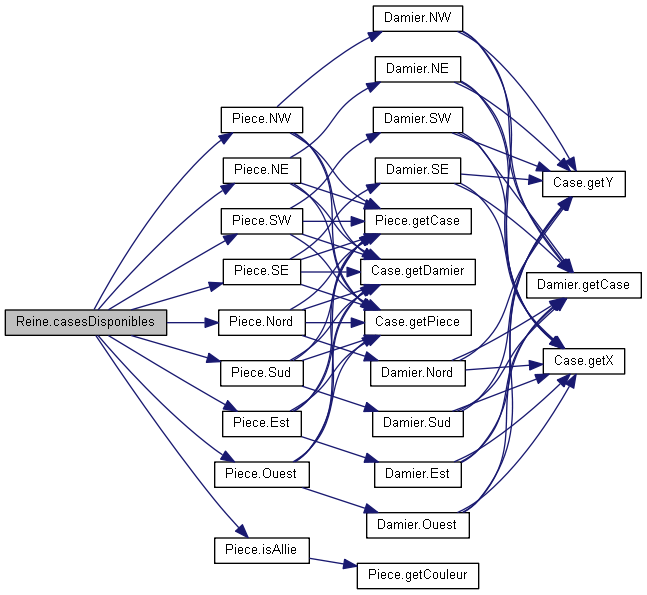 Reine.casesDisponibles
Piece.NW
Piece.NE
Piece.SW
Piece.SE
Piece.Nord
Piece.Sud
Piece.Est
Piece.Ouest
Piece.isAllie
Damier.NW
Damier.NE
Damier.SW
Damier.SE
Piece.getCase
Case.getDamier
Case.getPiece
Damier.Nord
Damier.Sud
Damier.Est
Damier.Ouest
Piece.getCouleur
Case.getY
Damier.getCase
Case.getX